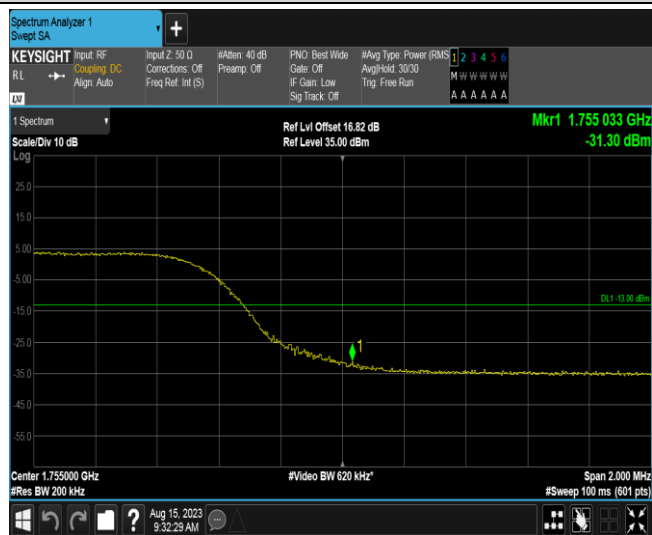 Spectrum Analyzer 1
Swept SA
+
KEYSIGHT
RL
LXI
Input: RF
Coupling: DC
Align: Auto
Input Z: 50 Ω
Corrections: Off
Freq Ref: Int (S)
#Atten: 40 dB
Preamp: Off
PNO: Best Wide
Gate: Off
IF Gain: Low
Sig Track: Off
#Avg Type: Power (RMS
Avg|Hold: 30/30
Trig: Free Run
1 2 3 4 5 6
M W W W W W
A A A A A A
1 Spectrum
Scale/Div 10 dB
Log
Ref Lvl Offset 16.82 dB
Ref Level 35.00 dBm
Mkr1 1.755 033 GHz
-31.30 dBm
25.0
15.0
5.00
-5.00
DL1 -13.00 dBm
-15.0
-25.0
1
-35.0
-45.0
-55.0
Center 1.755000 GHz
#Res BW 200 kHz
#Video BW 620 kHz*
Span 2.000 MHz
#Sweep 100 ms (601 pts)
?
Aug 15, 2023
9:32:29 AM